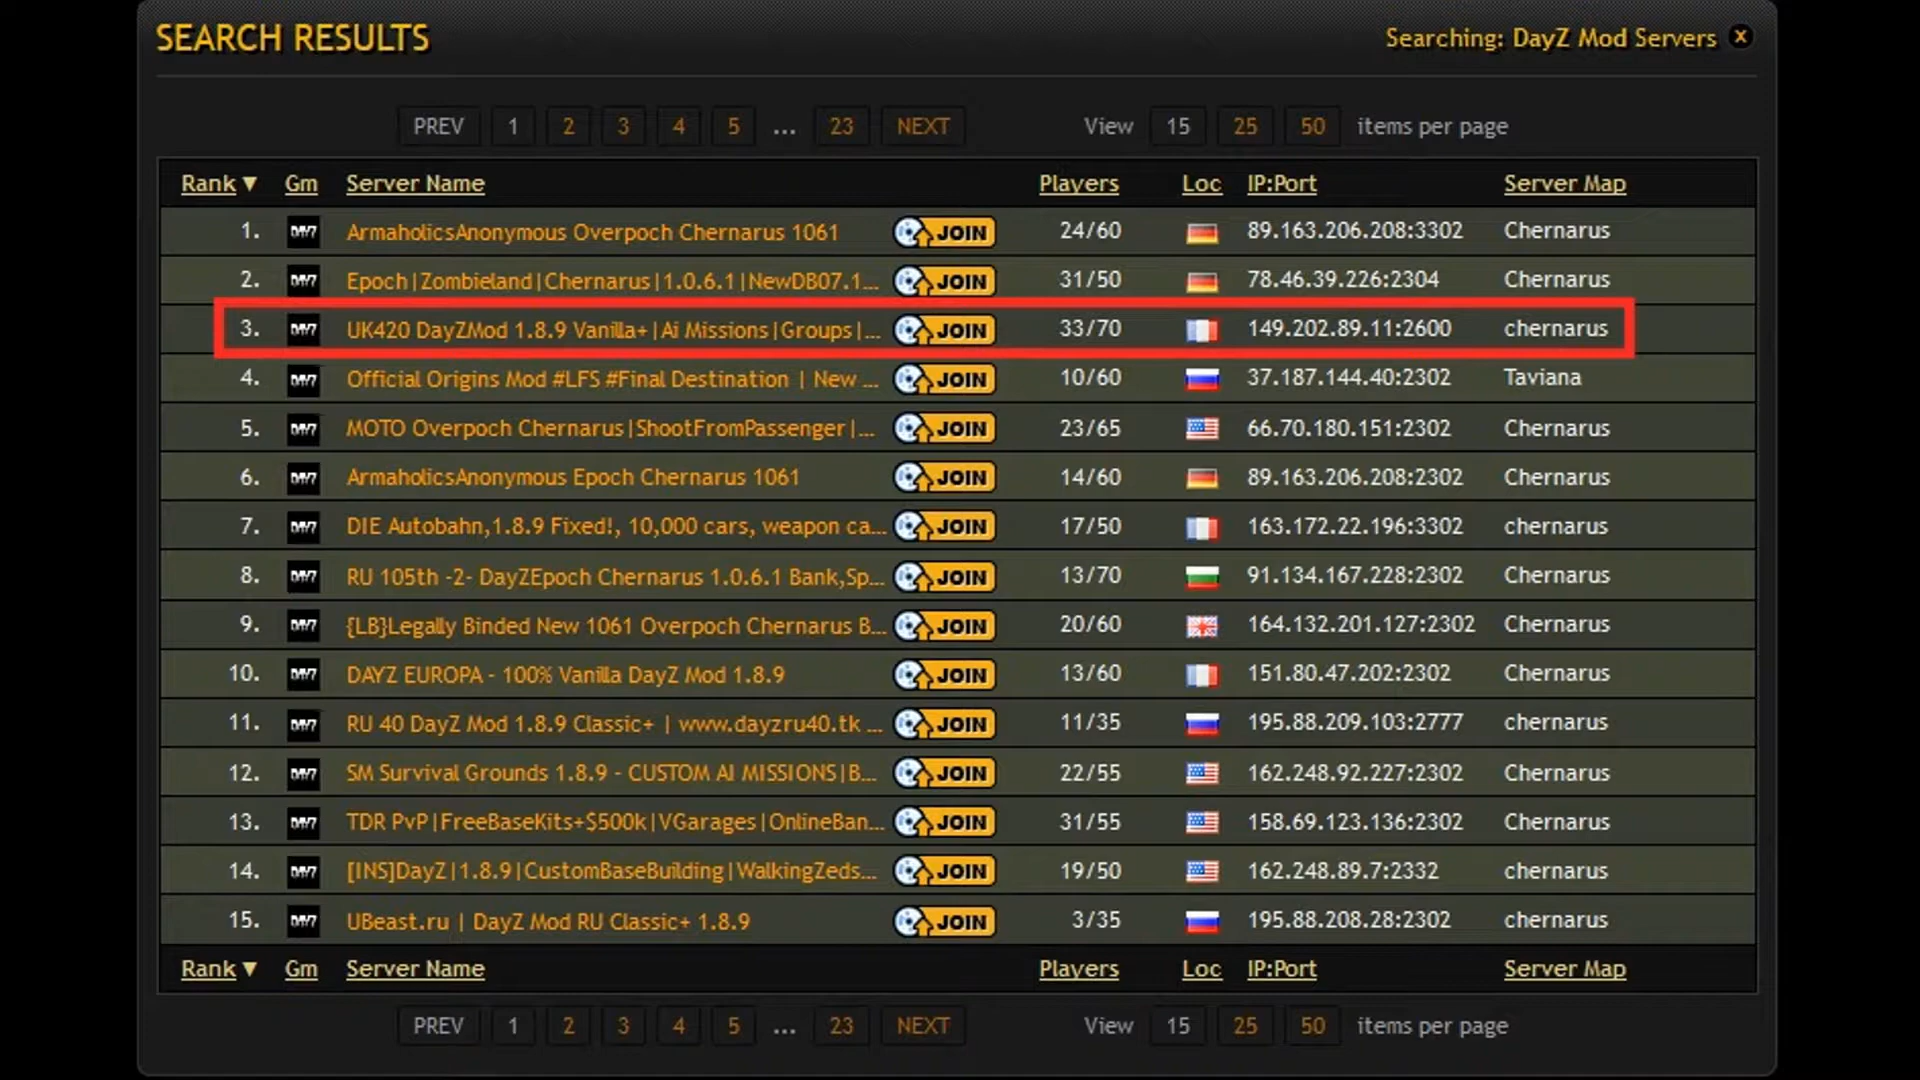 SEARCH RESULTS
Searching: DayZ Mod Servers x
PREV 1 2 3 4 5 ... 23 NEXT View 15 25 50 items per page
Rank ▼ Gm Server Name Players Loc IP:Port Server Map
1. DAYZ ArmaholicsAnonymous Overpoch Chernarus 1061 JOIN 24/60 89.163.206.208:3302 Chernarus
2. DAYZ Epoch|Zombieland|Chernarus|1.0.6.1|NewDB07.1... JOIN 31/50 78.46.39.226:2304 Chernarus
3. DAYZ UK420 DayZMod 1.8.9 Vanilla+|Ai Missions|Groups|... JOIN 33/70 149.202.89.11:2600 chernarus
4. DAYZ Official Origins Mod #LFS #Final Destination | New ... JOIN 10/60 37.187.144.40:2302 Taviana
5. DAYZ MOTO Overpoch Chernarus|ShootFromPassenger|... JOIN 23/65 66.70.180.151:2302 Chernarus
6. DAYZ ArmaholicsAnonymous Epoch Chernarus 1061 JOIN 14/60 89.163.206.208:2302 Chernarus
7. DAYZ DIE Autobahn,1.8.9 Fixed!, 10,000 cars, weapon ca... JOIN 17/50 163.172.22.196:3302 chernarus
8. DAYZ RU 105th -2- DayZEpoch Chernarus 1.0.6.1 Bank,Sp... JOIN 13/70 91.134.167.228:2302 Chernarus
9. DAYZ {LB}Legally Binded New 1061 Overpoch Chernarus B... JOIN 20/60 164.132.201.127:2302 Chernarus
10. DAYZ DAYZ EUROPA - 100% Vanilla DayZ Mod 1.8.9 JOIN 13/60 151.80.47.202:2302 Chernarus
11. DAYZ RU 40 DayZ Mod 1.8.9 Classic+ | www.dayzru40.tk ... JOIN 11/35 195.88.209.103:2777 chernarus
12. DAYZ SM Survival Grounds 1.8.9 - CUSTOM AI MISSIONS|B... JOIN 22/55 162.248.92.227:2302 Chernarus
13. DAYZ TDR PvP|FreeBaseKits+$500k|VGarages|OnlineBan... JOIN 31/55 158.69.123.136:2302 Chernarus
14. DAYZ [INS]DayZ|1.8.9|CustomBaseBuilding|WalkingZeds... JOIN 19/50 162.248.89.7:2332 chernarus
15. DAYZ UBeast.ru | DayZ Mod RU Classic+ 1.8.9 JOIN 3/35 195.88.208.28:2302 chernarus
Rank ▼ Gm Server Name Players Loc IP:Port Server Map
PREV 1 2 3 4 5 ... 23 NEXT View 15 25 50 items per page